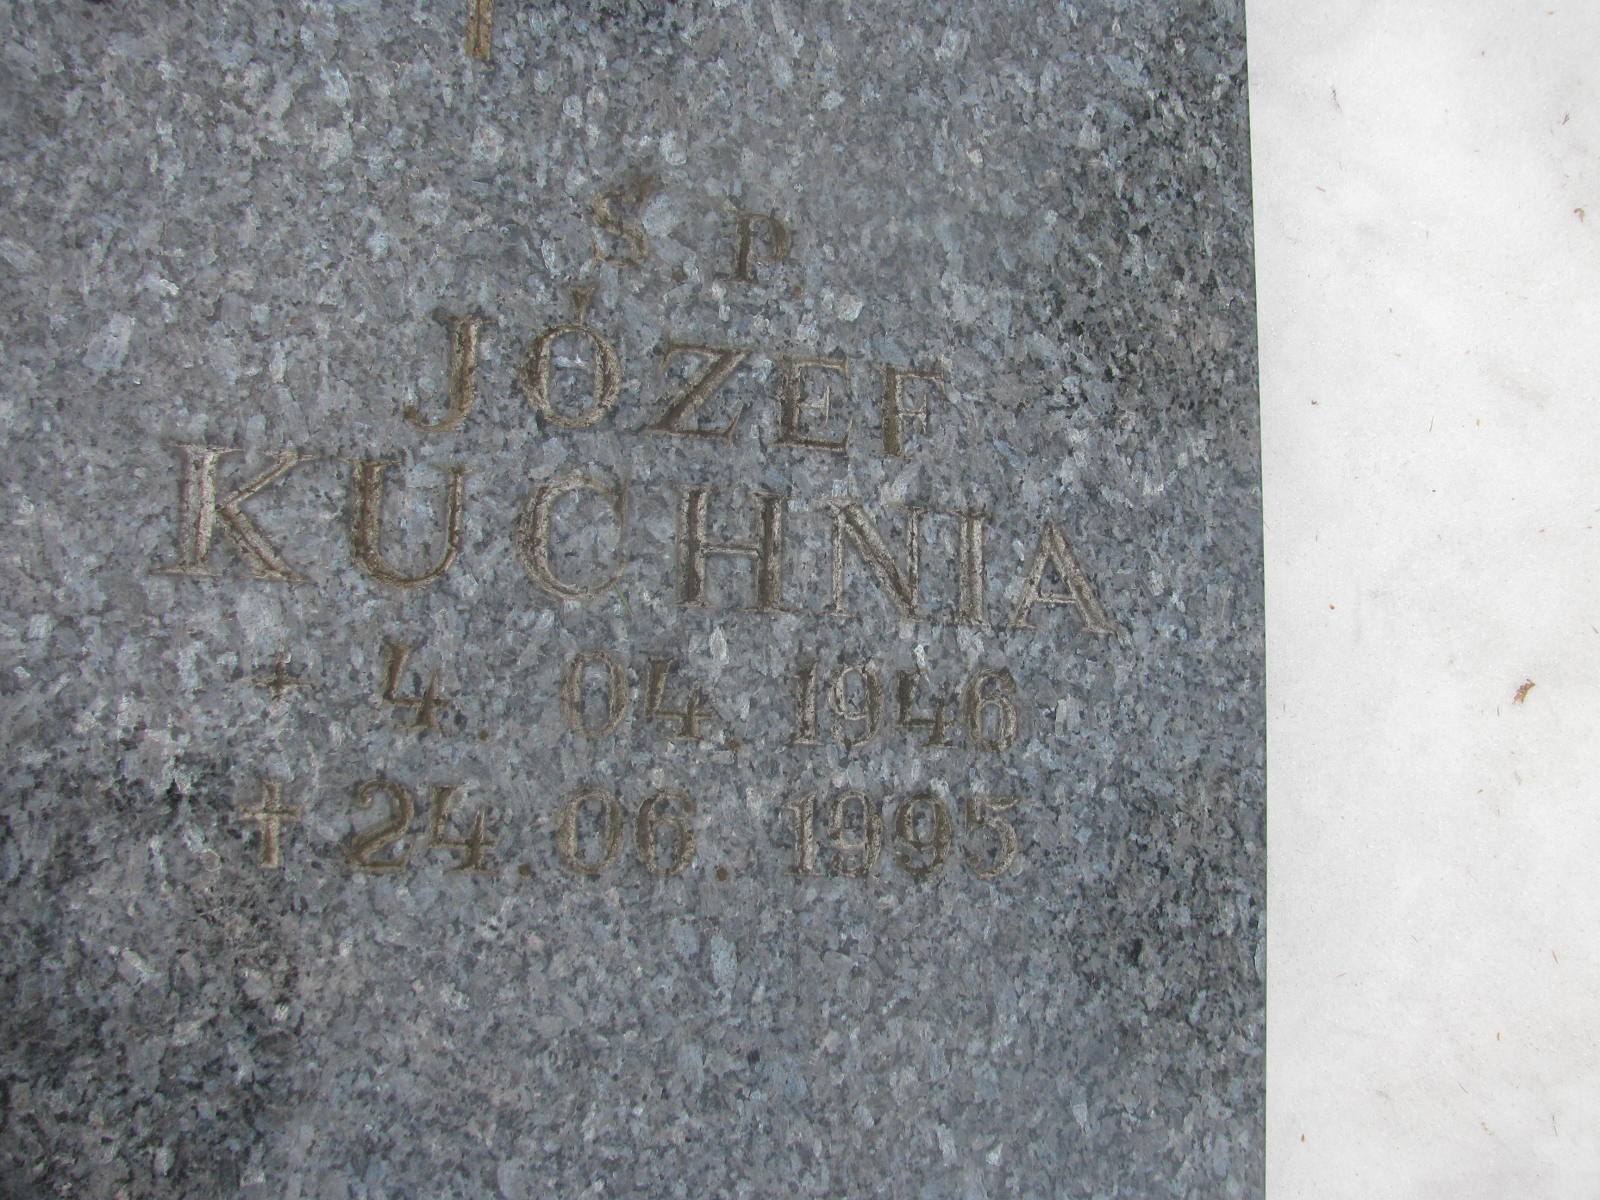 Ś.P.
JÓZEF
KUCHNIA
+ 4. 04. 1946
† 24.06. 1995